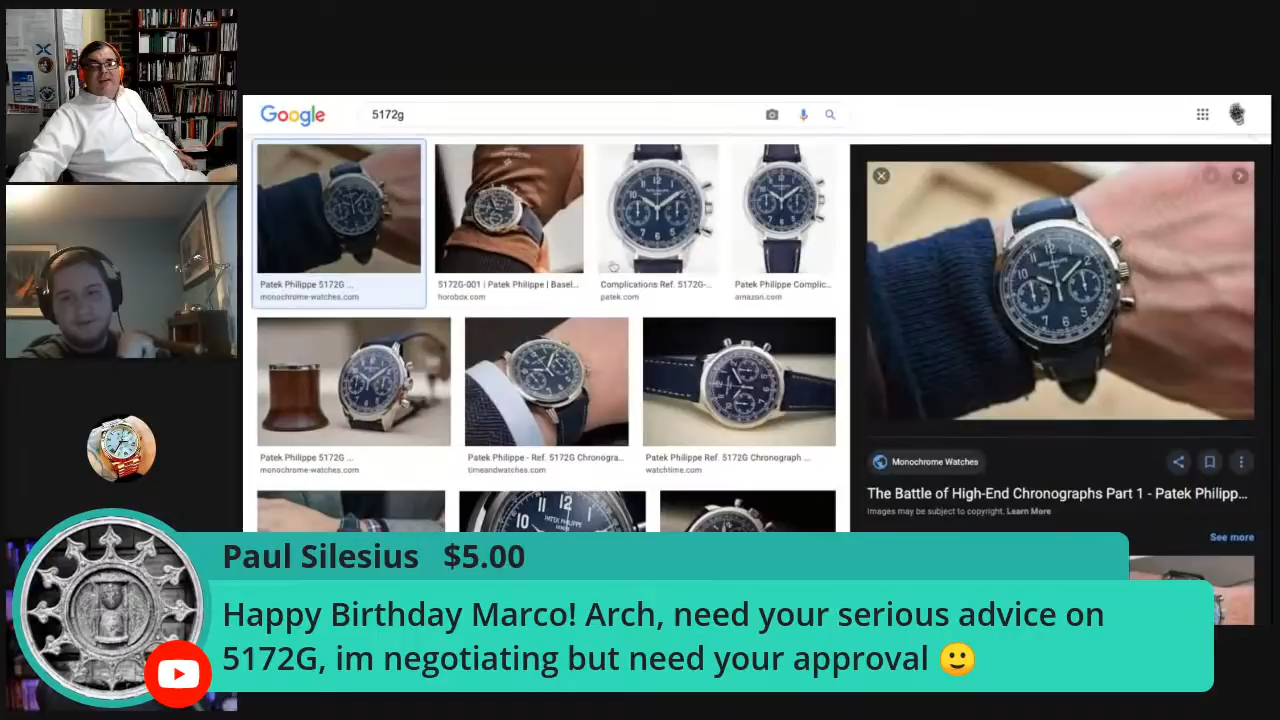 Google
5172g
Patek Philippe 5172G ...
monochrome-watches.com
5172G-001 | Patek Philippe | Basel...
horobox.com
Complications Ref. 5172G-...
patek.com
Patek Philippe Complic...
amazon.com
Patek Philippe 5172G ...
monochrome-watches.com
Patek Philippe - Ref. 5172G Chronogra...
timeandwatches.com
Patek Philippe Ref. 5172G Chronograph ...
watchtime.com
Monochrome Watches
The Battle of High-End Chronographs Part 1 - Patek Philipp...
Images may be subject to copyright. Learn More
See more
Paul Silesius $5.00
Happy Birthday Marco! Arch, need your serious advice on
5172G, im negotiating but need your approval 🙂